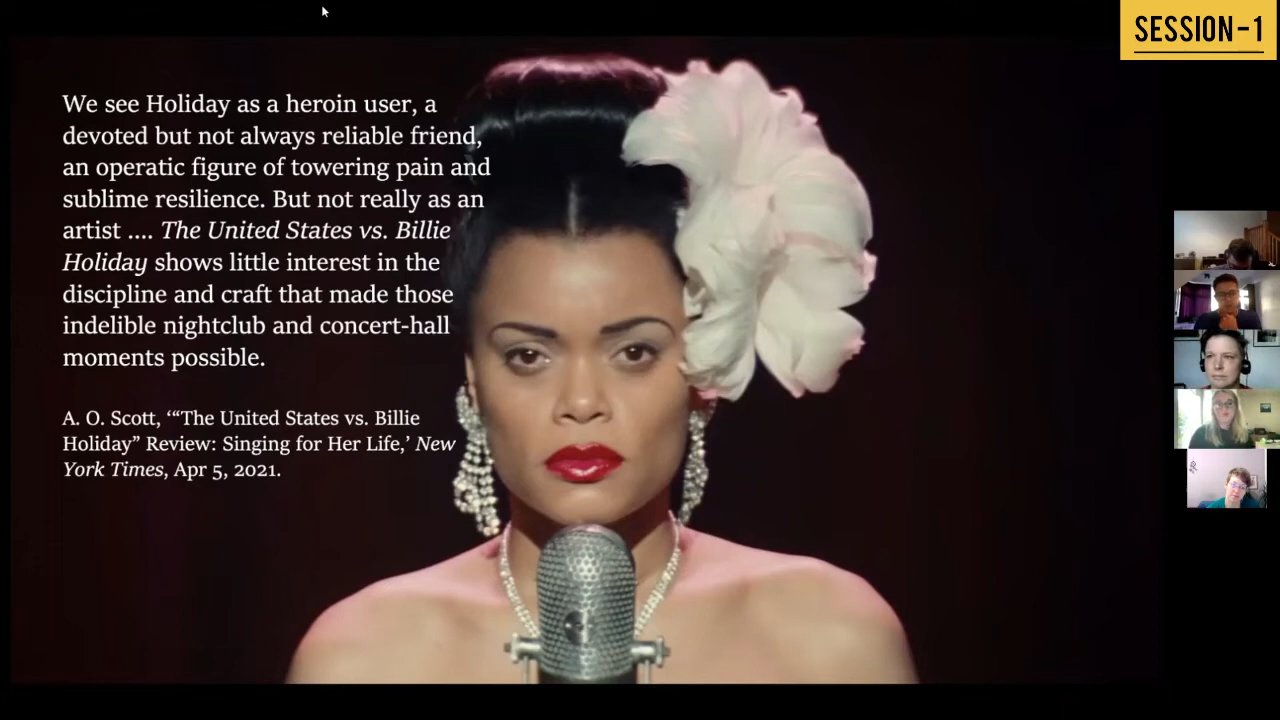 SESSION-1
We see Holiday as a heroin user, a
devoted but not always reliable friend,
an operatic figure of towering pain and
sublime resilience. But not really as an
artist .... The United States vs. Billie
Holiday shows little interest in the
discipline and craft that made those
indelible nightclub and concert-hall
moments possible.
A. O. Scott, ‘“The United States vs. Billie
Holiday” Review: Singing for Her Life,’ New
York Times, Apr 5, 2021.